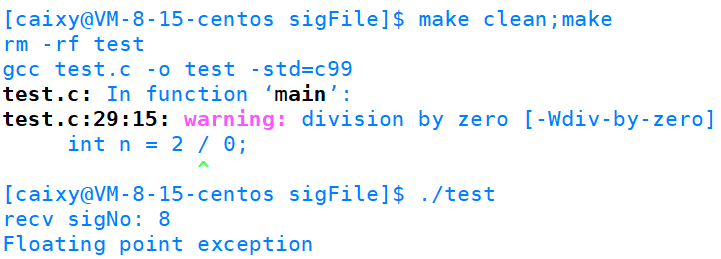 [caixy@VM-8-15-centos sigFile]$ make clean;make
rm -rf test
gcc test.c -o test -std=c99
test.c: In function ‘main’:
test.c:29:15: warning: division by zero [-Wdiv-by-zero]
     int n = 2 / 0;
               ^
[caixy@VM-8-15-centos sigFile]$ ./test
recv sigNo: 8
Floating point exception